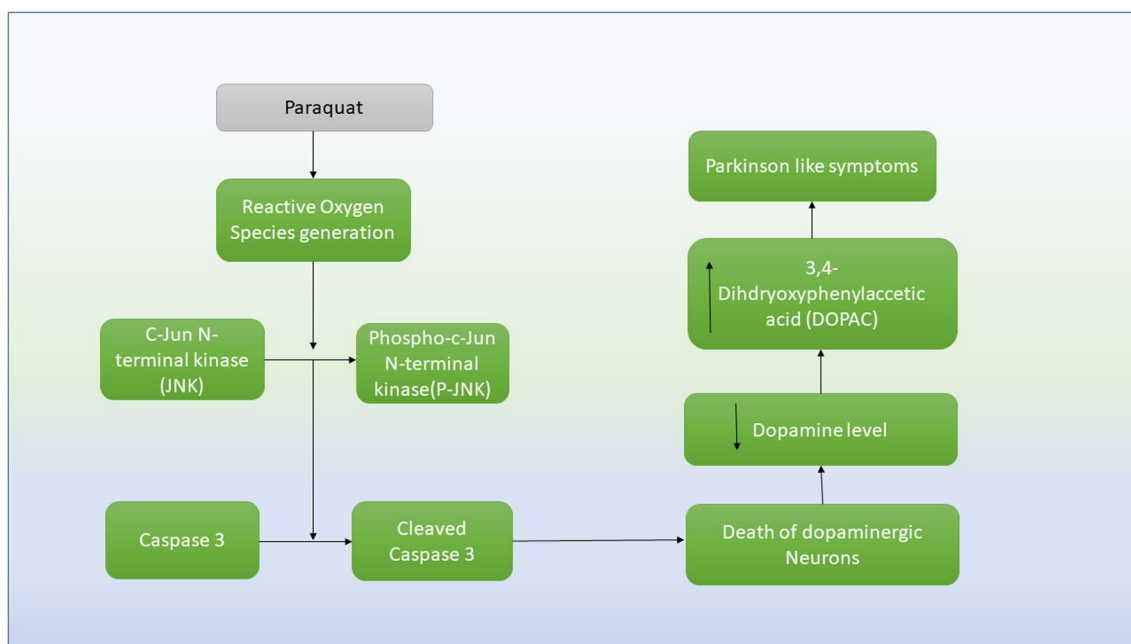 Paraquat
Reactive Oxygen
Species generation
C-Jun N-
terminal kinase
(JNK)
Phospho-c-Jun
N-terminal
kinase(P-JNK)
Caspase 3
Cleaved
Caspase 3
Death of dopaminergic
Neurons
Dopamine level
3,4-
Dihdryoxyphenylaccetic
acid (DOPAC)
Parkinson like symptoms